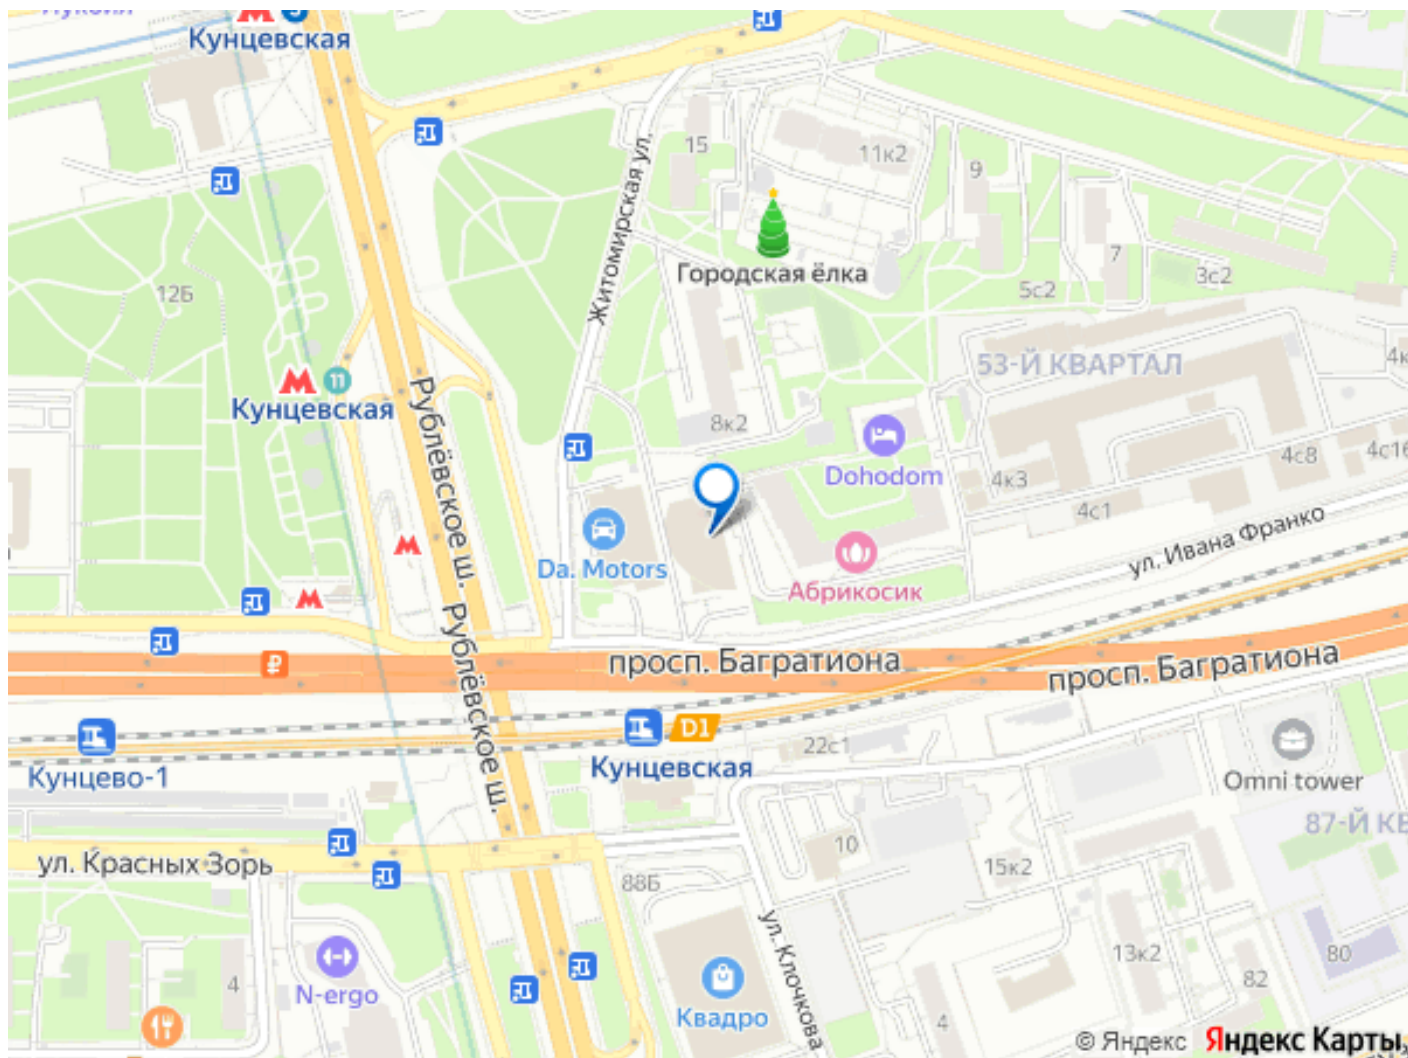 Кунцевская
15
11к2
9
Житомирская ул.
Городская ёлка
7
3с2
5с2
12Б
53-Й КВАРТАЛ
4к
11
Кунцевская
Рублёвское ш.
8к2
Dohodom
4к3
4с8
4с16
4с1
ул. Ивана Франко
Da. Motors
Абрикосик
Рублёвское ш.
просп. Багратиона
просп. Багратиона
D1
22с1
Кунцево-1
Кунцевская
Omni tower
87-Й КВ
ул. Красных Зорь
10
15к2
88Б
ул. Клочкова
13к2
80
82
4
N-ergo
Квадро
4
© Яндекс Яндекс Карты